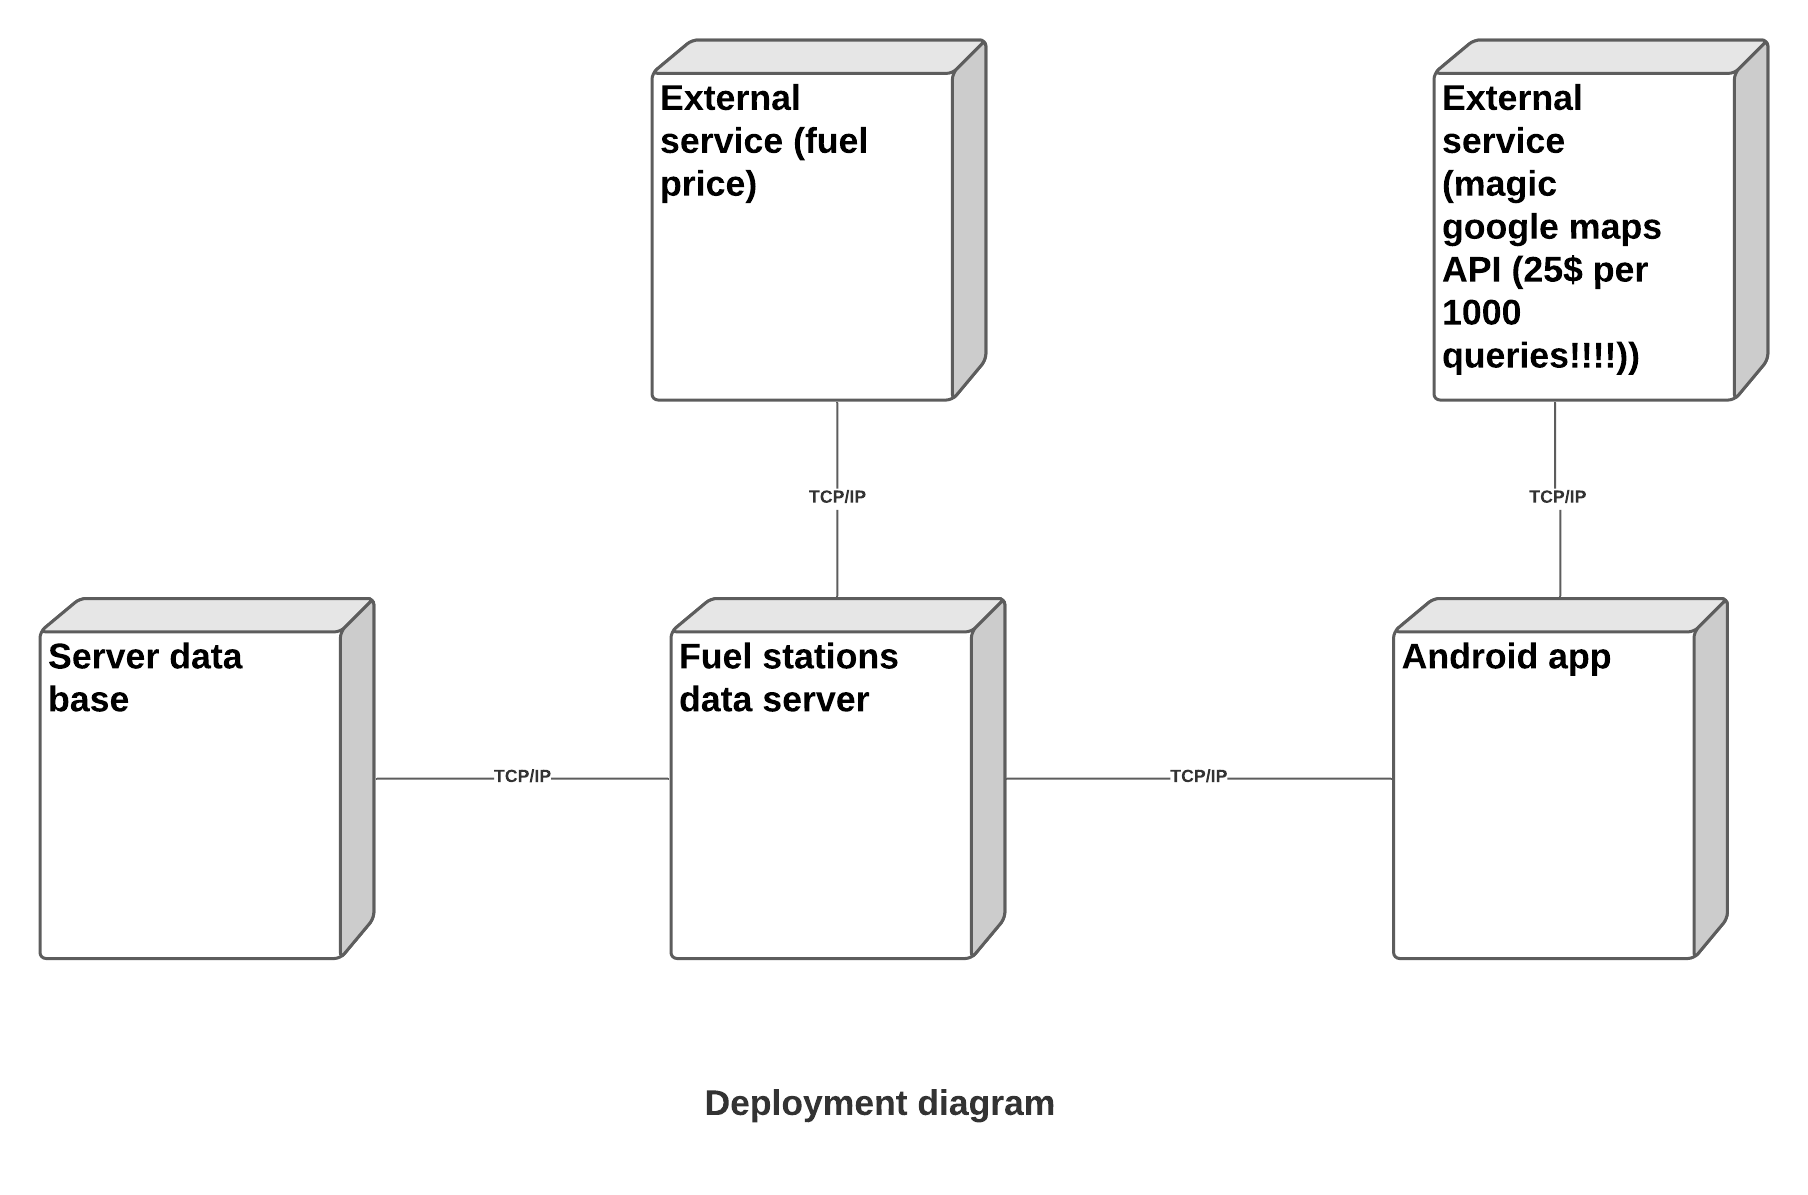 External
service (fuel
price)
External
service
(magic
google maps
API (25$ per
1000
queries!!!!))
TCP/IP
TCP/IP
Server data
base
Fuel stations
data server
Android app
TCP/IP
TCP/IP
Deployment diagram